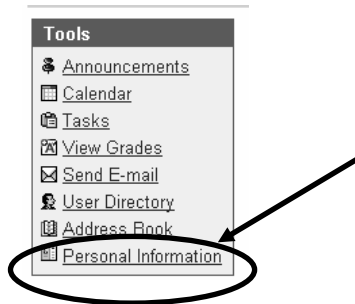 Tools
Announcements
Calendar
Tasks
View Grades
Send E-mail
User Directory
Address Book
Personal Information